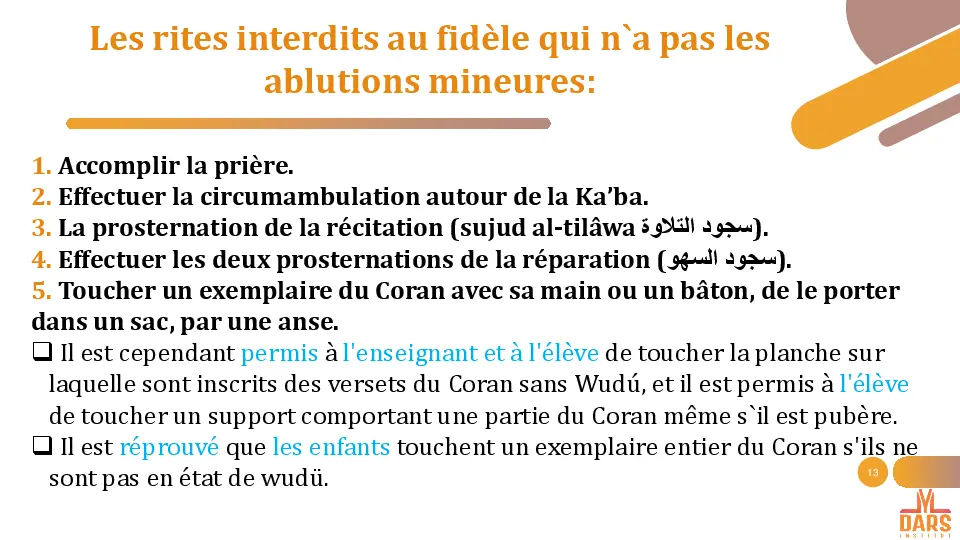 Les rites interdits au fidèle qui n`a pas les
ablutions mineures:
1. Accomplir la prière.
2. Effectuer la circumambulation autour de la Ka’ba.
3. La prosternation de la récitation (sujud al-tilâwa سجود التلاوة).
4. Effectuer les deux prosternations de la réparation (سجود السهو).
5. Toucher un exemplaire du Coran avec sa main ou un bâton, de le porter
dans un sac, par une anse.
❑ Il est cependant permis à l'enseignant et à l'élève de toucher la planche sur
laquelle sont inscrits des versets du Coran sans Wudú, et il est permis à l'élève
de toucher un support comportant une partie du Coran même s`il est pubère.
❑ Il est réprouvé que les enfants touchent un exemplaire entier du Coran s'ils ne
sont pas en état de wudü.
13
DARS
INSTITUT